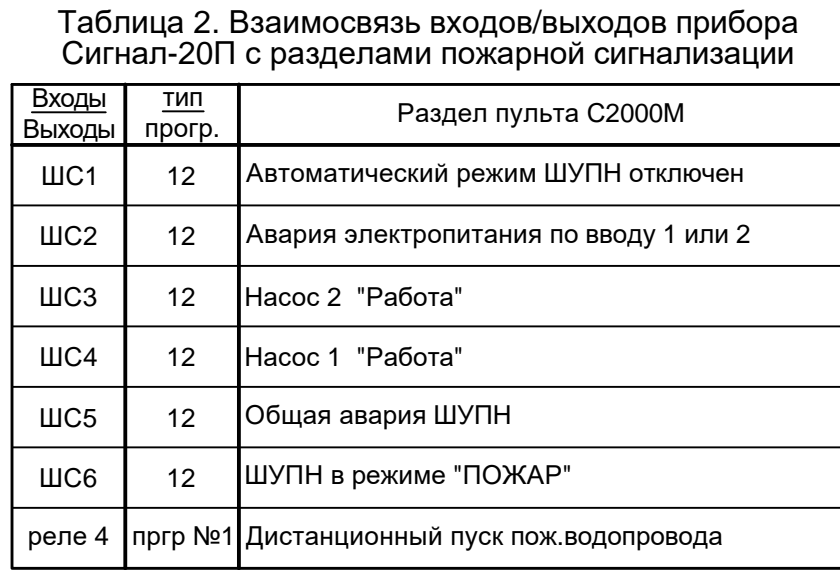 Таблица 2. Взаимосвязь входов/выходов прибора
Сигнал-20П с разделами пожарной сигнализации
Входы
Выходы
тип
прогр.
Раздел пульта С2000М
ШС1 12 Автоматический режим ШУПН отключен
ШС2 12 Авария электропитания по вводу 1 или 2
ШС3 12 Насос 2 "Работа"
ШС4 12 Насос 1 "Работа"
ШС5 12 Общая авария ШУПН
ШС6 12 ШУПН в режиме "ПОЖАР"
реле 4 пргр №1 Дистанционный пуск пож.водопровода